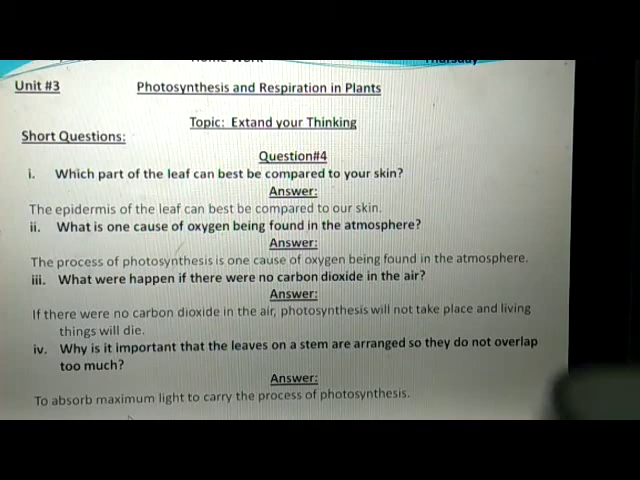 Home Work Thursday
Unit #3 Photosynthesis and Respiration in Plants
Topic: Extand your Thinking
Short Questions:
Question#4
i. Which part of the leaf can best be compared to your skin?
Answer:
The epidermis of the leaf can best be compared to our skin.
ii. What is one cause of oxygen being found in the atmosphere?
Answer:
The process of photosynthesis is one cause of oxygen being found in the atmosphere.
iii. What were happen if there were no carbon dioxide in the air?
Answer:
If there were no carbon dioxide in the air, photosynthesis will not take place and living
things will die.
iv. Why is it important that the leaves on a stem are arranged so they do not overlap
too much?
Answer:
To absorb maximum light to carry the process of photosynthesis.